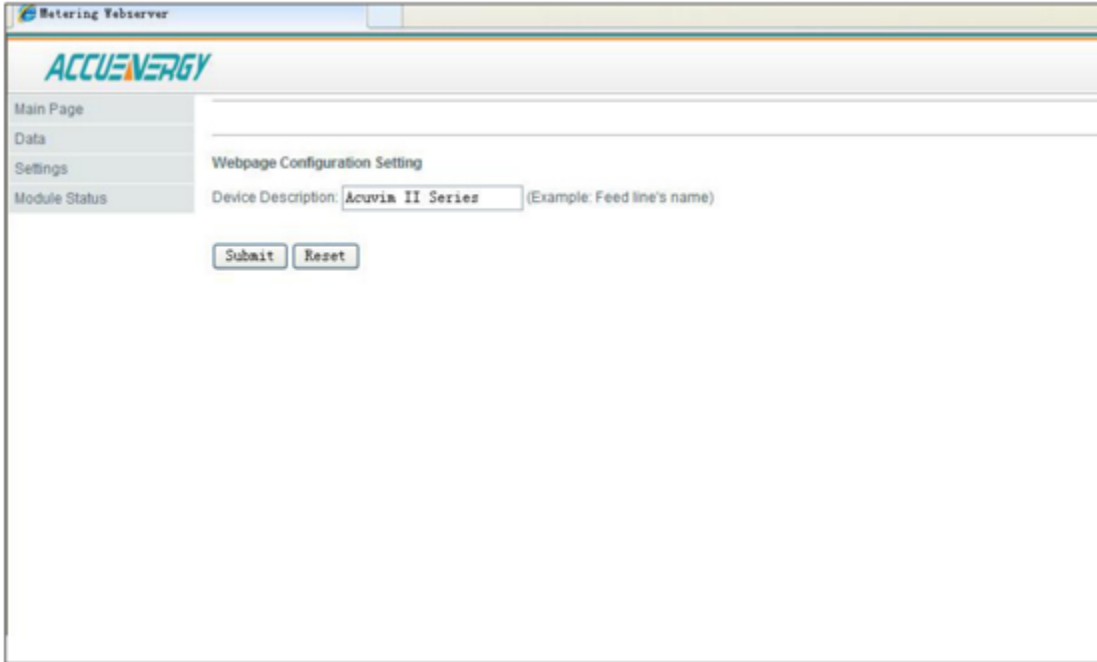 Metering Webserver
ACCUENERGY
Main Page
Data
Settings
Module Status
Webpage Configuration Setting
Device Description: Acuvim II Series (Example: Feed line's name)
Submit Reset